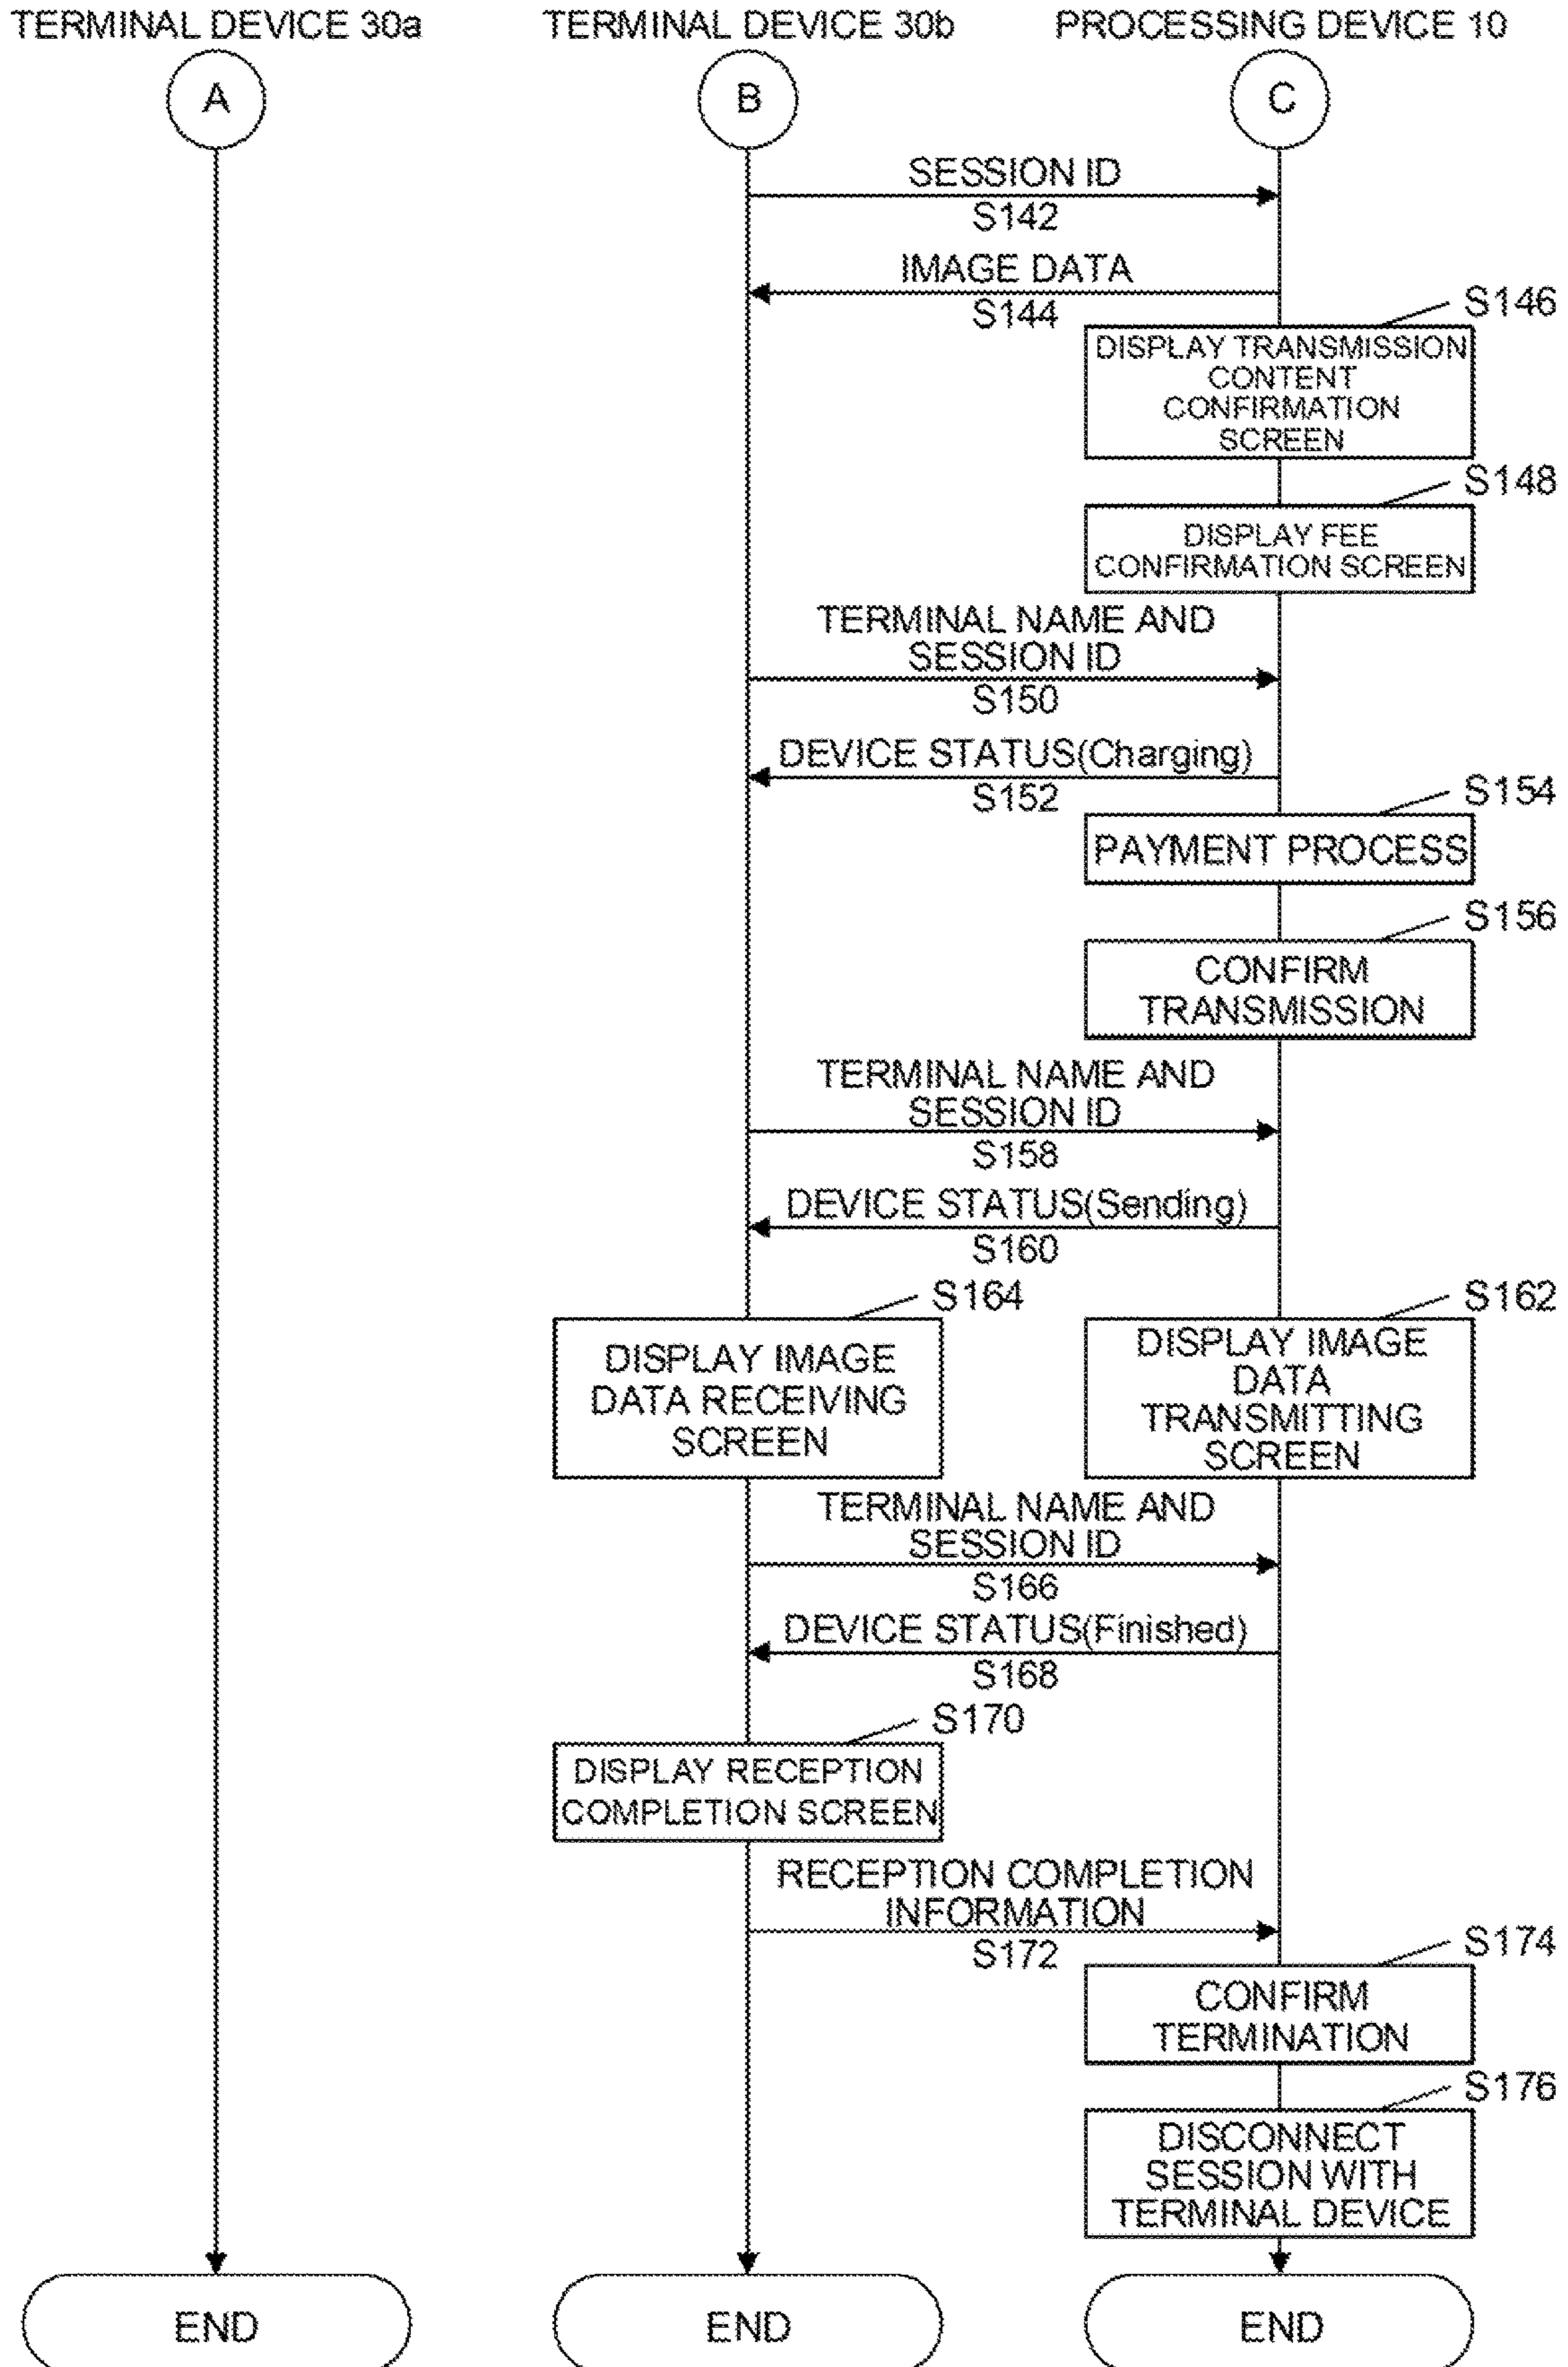 TERMINAL DEVICE 30a
TERMINAL DEVICE 30b
PROCESSING DEVICE 10
A
B
C
SESSION ID
S142
IMAGE DATA
S144
S146
DISPLAY TRANSMISSION
CONTENT
CONFIRMATION
SCREEN
S148
DISPLAY FEE
CONFIRMATION SCREEN
TERMINAL NAME AND
SESSION ID
S150
DEVICE STATUS(Charging)
S152
S154
PAYMENT PROCESS
S156
CONFIRM
TRANSMISSION
TERMINAL NAME AND
SESSION ID
S158
DEVICE STATUS(Sending)
S160
S164
DISPLAY IMAGE
DATA RECEIVING
SCREEN
S162
DISPLAY IMAGE
DATA
TRANSMITTING
SCREEN
TERMINAL NAME AND
SESSION ID
S166
DEVICE STATUS(Finished)
S168
S170
DISPLAY RECEPTION
COMPLETION SCREEN
RECEPTION COMPLETION
INFORMATION
S172
S174
CONFIRM
TERMINATION
S176
DISCONNECT
SESSION WITH
TERMINAL DEVICE
END
END
END